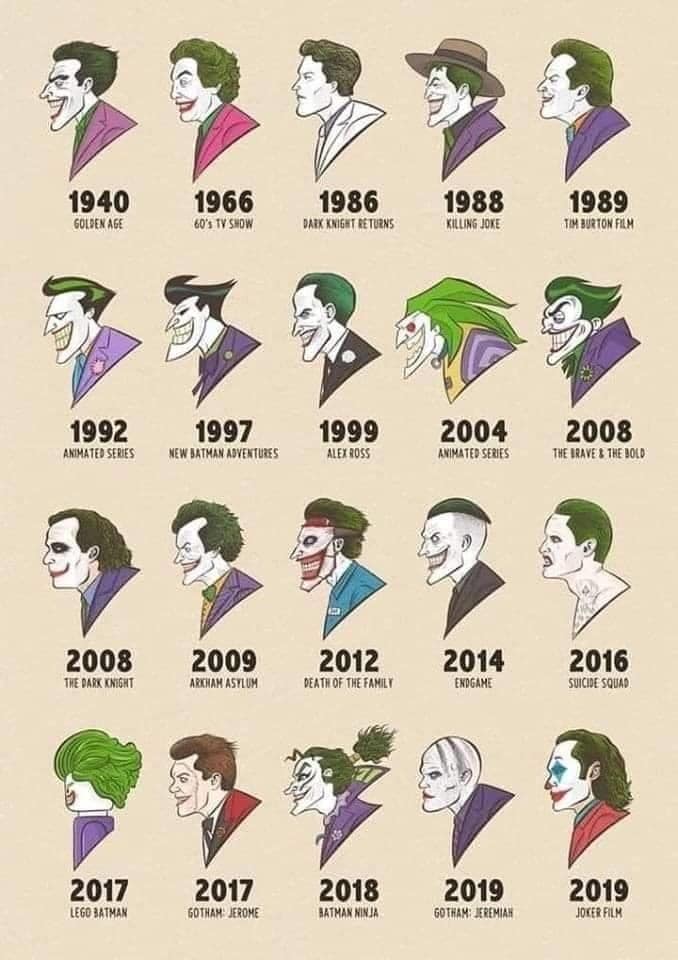 1940
GOLDEN AGE
1966
60's TV SHOW
1986
DARK KNIGHT RETURNS
1988
KILLING JOKE
1989
TIM BURTON FILM
1992
ANIMATED SERIES
1997
NEW BATMAN ADVENTURES
1999
ALEX ROSS
2004
ANIMATED SERIES
2008
THE BRAVE & THE BOLD
2008
THE DARK KNIGHT
2009
ARKHAM ASYLUM
2012
DEATH OF THE FAMILY
2014
ENDGAME
2016
SUICIDE SQUAD
2017
LEGO BATMAN
2017
GOTHAM: JEROME
2018
BATMAN NINJA
2019
GOTHAM: JEREMIAH
2019
JOKER FILM